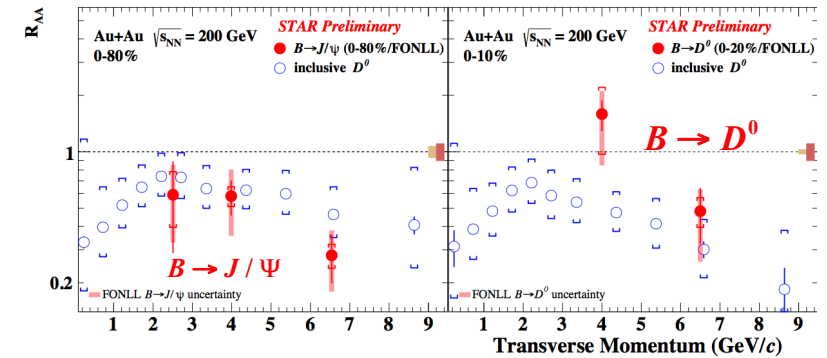 R_AA
Au+Au √s_NN = 200 GeV
0-80%
STAR Preliminary
B→J/ψ (0-80%/FONLL)
inclusive D⁰
B → J / Ψ
FONLL B→J/ψ uncertainty
1
0.2
1 2 3 4 5 6 7 8 9
Au+Au √s_NN = 200 GeV
0-10%
STAR Preliminary
B→D⁰ (0-20%/FONLL)
inclusive D⁰
B → D⁰
FONLL B→D⁰ uncertainty
1 2 3 4 5 6 7 8 9
Transverse Momentum (GeV/c)